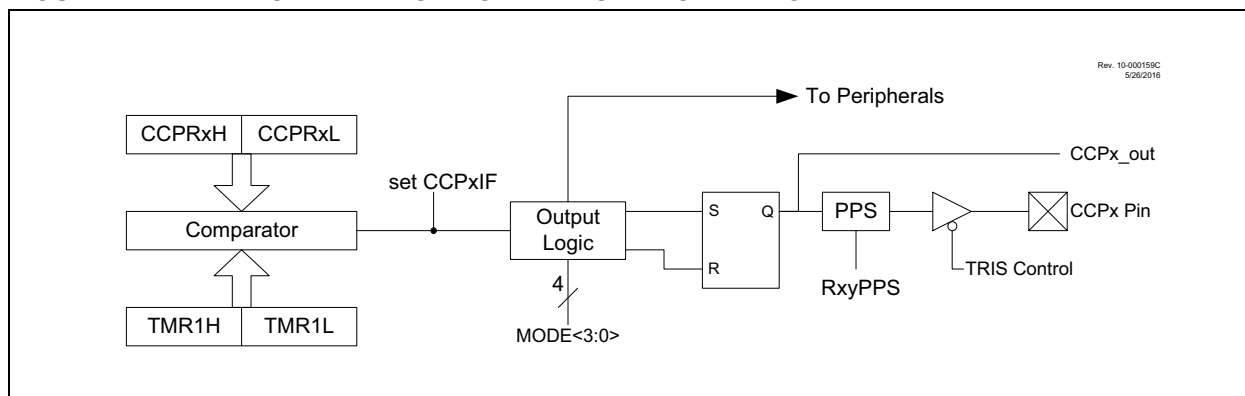 Rev. 10-000159C
5/26/2016
To Peripherals
CCPRxH CCPRxL
CCPx_out
set CCPxIF
Comparator
Output
Logic
S
Q
R
PPS
CCPx Pin
TRIS Control
RxyPPS
4
TMR1H TMR1L
MODE<3:0>